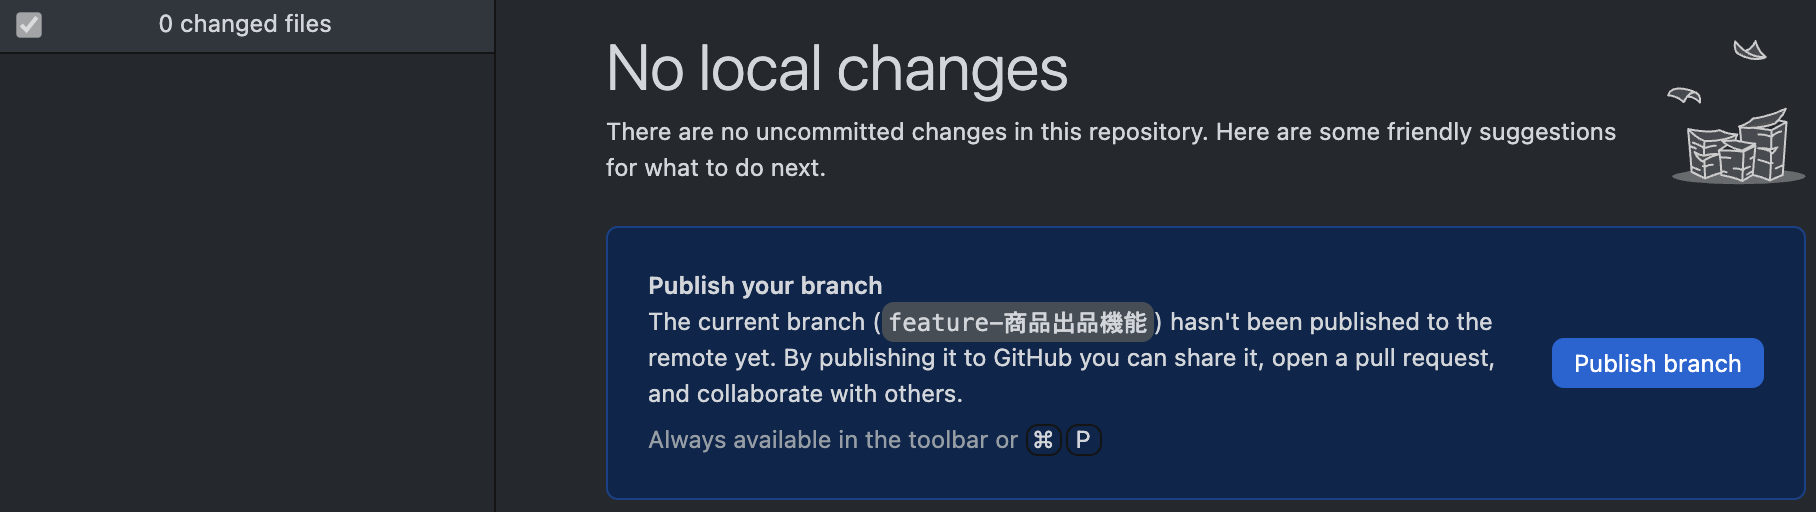 0 changed files
No local changes
There are no uncommitted changes in this repository. Here are some friendly suggestions
for what to do next.
Publish your branch
The current branch (feature-商品出品機能) hasn't been published to the
remote yet. By publishing it to GitHub you can share it, open a pull request,
and collaborate with others.
Publish branch
Always available in the toolbar or ⌘ P